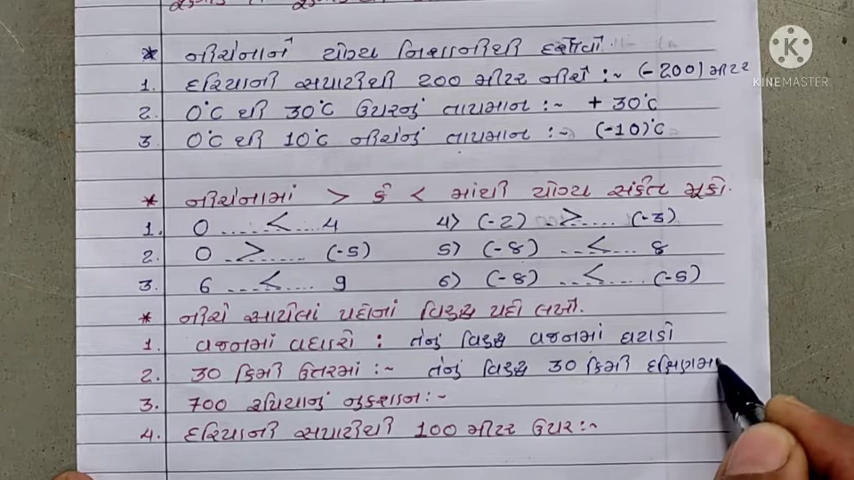 * નીચેનાને યોગ્ય નિશાનીથી દર્શાવો
1. દરિયાની સપાટીથી 200 મીટર નીચે :~ (-200) મીટર
2. 0°C થી 30°C ઉપરનું તાપમાન :~ + 30°C
3. 0°C થી 10°C નીચેનું તાપમાન :~ (-10)°C
* નીચેનામાં > કે < માંથી યોગ્ય સંકેત મૂકો.
1. 0 ..... < .... 4 ૫> (-2) ... > ..... (-3)
2. 0 ... > ...... (-5) 5) (-8) ... < .... 8
3. 6 .... < .... 9 6) (-8) ... < ..... (-5)
* નીચે આપેલાં પદોનાં વિરુદ્ધ પદો લખો.
1. વજનમાં વધારો : તેનું વિરુદ્ધ વજનમાં ઘટાડો
2. 30 કિમી ઉત્તરમાં :~ તેનું વિરુદ્ધ 30 કિમી દક્ષિણમ
3. 700 રૂપિયાનું નુકશાન :~
4. દરિયાની સપાટીથી 100 મીટર ઉપર :~
KINEMASTER